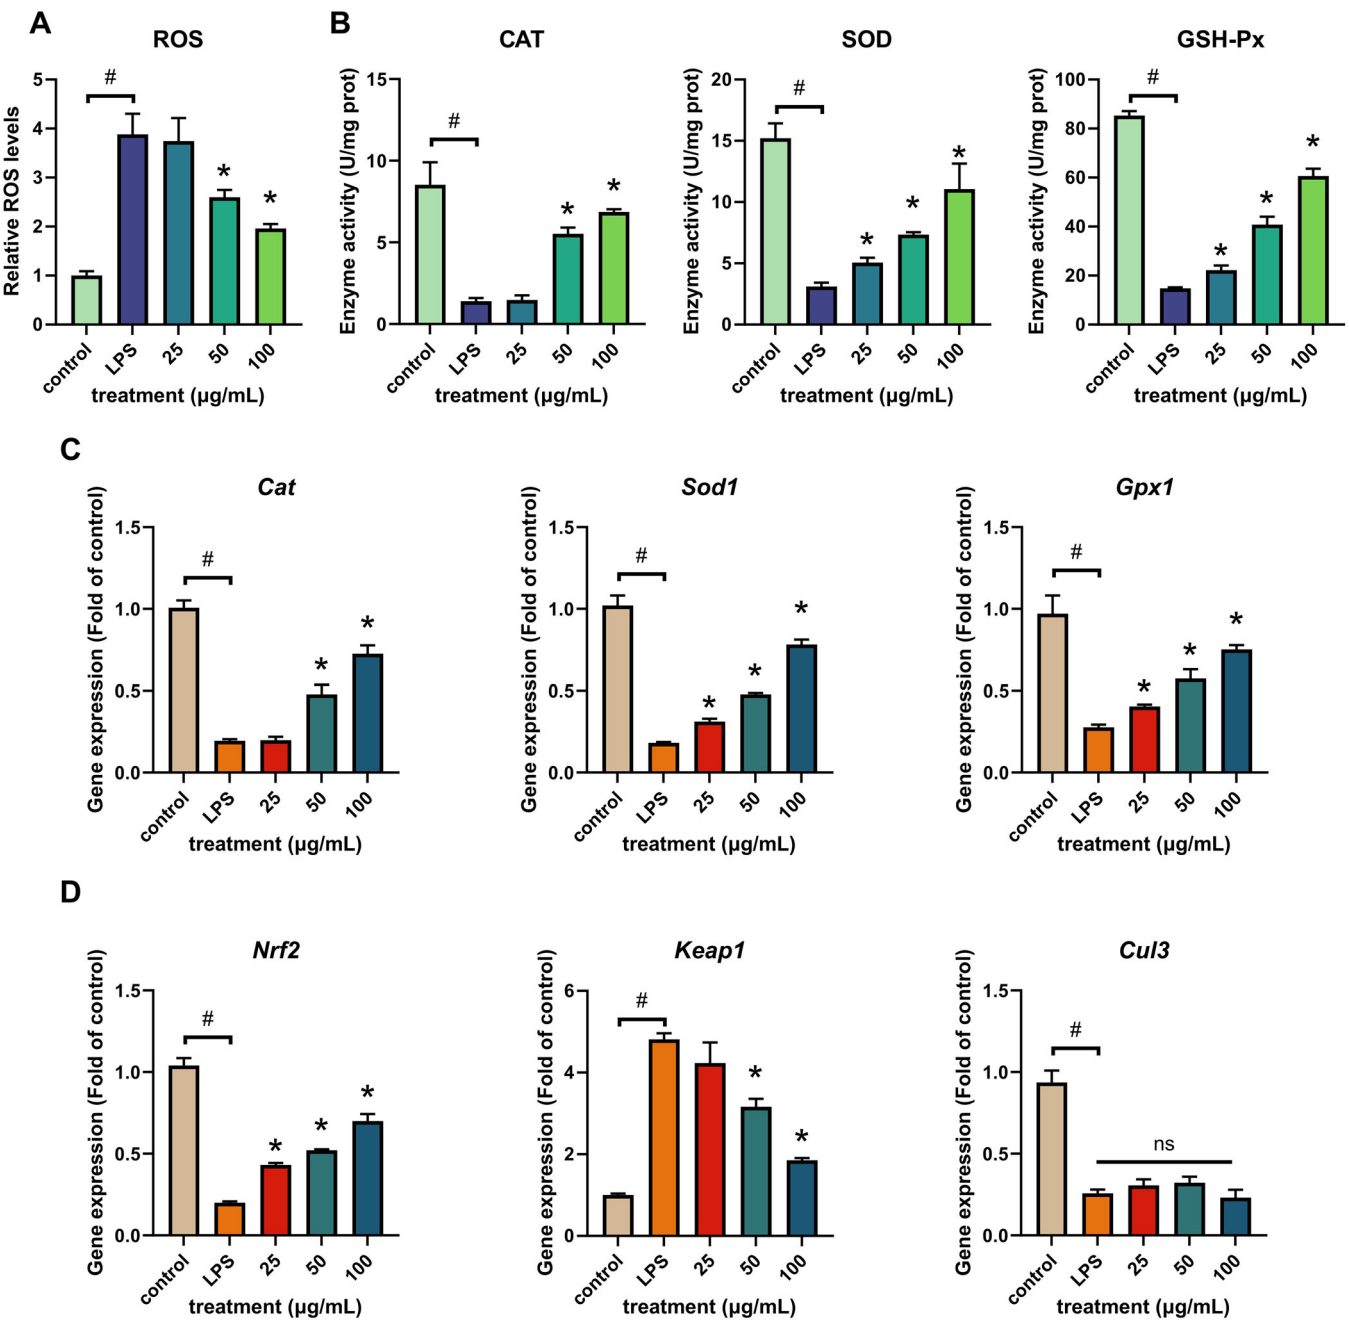 A
B
ROS
CAT
SOD
GSH-Px
Relative ROS levels
5
4
3
2
1
0
#
*
*
control
LPS
25
50
100
treatment (μg/mL)
Enzyme activity (U/mg prot)
15
10
5
0
#
*
*
control
LPS
25
50
100
treatment (μg/mL)
Enzyme activity (U/mg prot)
20
15
10
5
0
#
*
*
*
control
LPS
25
50
100
treatment (μg/mL)
Enzyme activity (U/mg prot)
100
80
60
40
20
0
#
*
*
*
control
LPS
25
50
100
treatment (μg/mL)
C
Cat
Gene expression (Fold of control)
1.5
1.0
0.5
0.0
#
*
*
control
LPS
25
50
100
treatment (μg/mL)
Sod1
Gene expression (Fold of control)
1.5
1.0
0.5
0.0
#
*
*
*
control
LPS
25
50
100
treatment (μg/mL)
Gpx1
Gene expression (Fold of control)
1.5
1.0
0.5
0.0
#
*
*
*
control
LPS
25
50
100
treatment (μg/mL)
D
Nrf2
Gene expression (Fold of control)
1.5
1.0
0.5
0.0
#
*
*
*
control
LPS
25
50
100
treatment (μg/mL)
Keap1
Gene expression (Fold of control)
6
4
2
0
#
*
*
control
LPS
25
50
100
treatment (μg/mL)
Cul3
Gene expression (Fold of control)
1.5
1.0
0.5
0.0
#
ns
control
LPS
25
50
100
treatment (μg/mL)